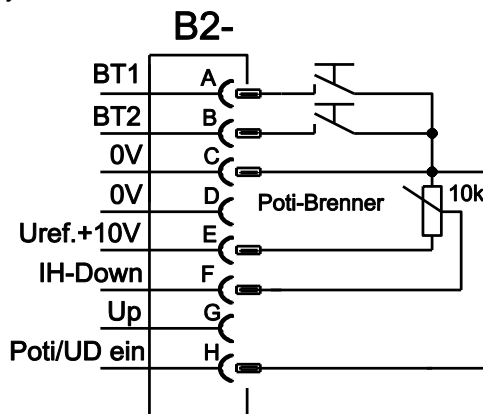 B2-
BT1 A
BT2 B
0V C
0V D
Poti-Brenner 10k
Uref.+10V E
IH-Down F
Up G
Poti/UD ein H